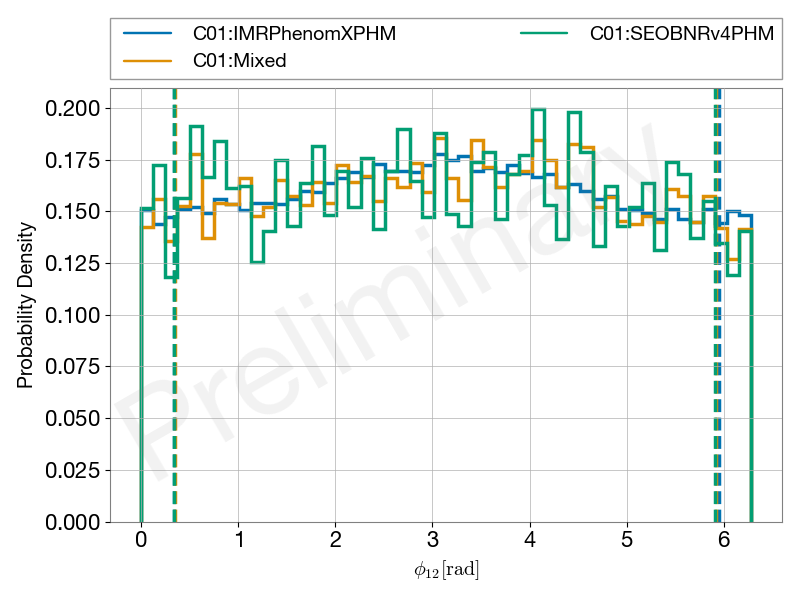 C01:IMRPhenomXPHM
C01:SEOBNRv4PHM
C01:Mixed
Preliminary
Probability Density
0.200
0.175
0.150
0.125
0.100
0.075
0.050
0.025
0.000
0 1 2 3 4 5 6
ϕ₁₂[rad]